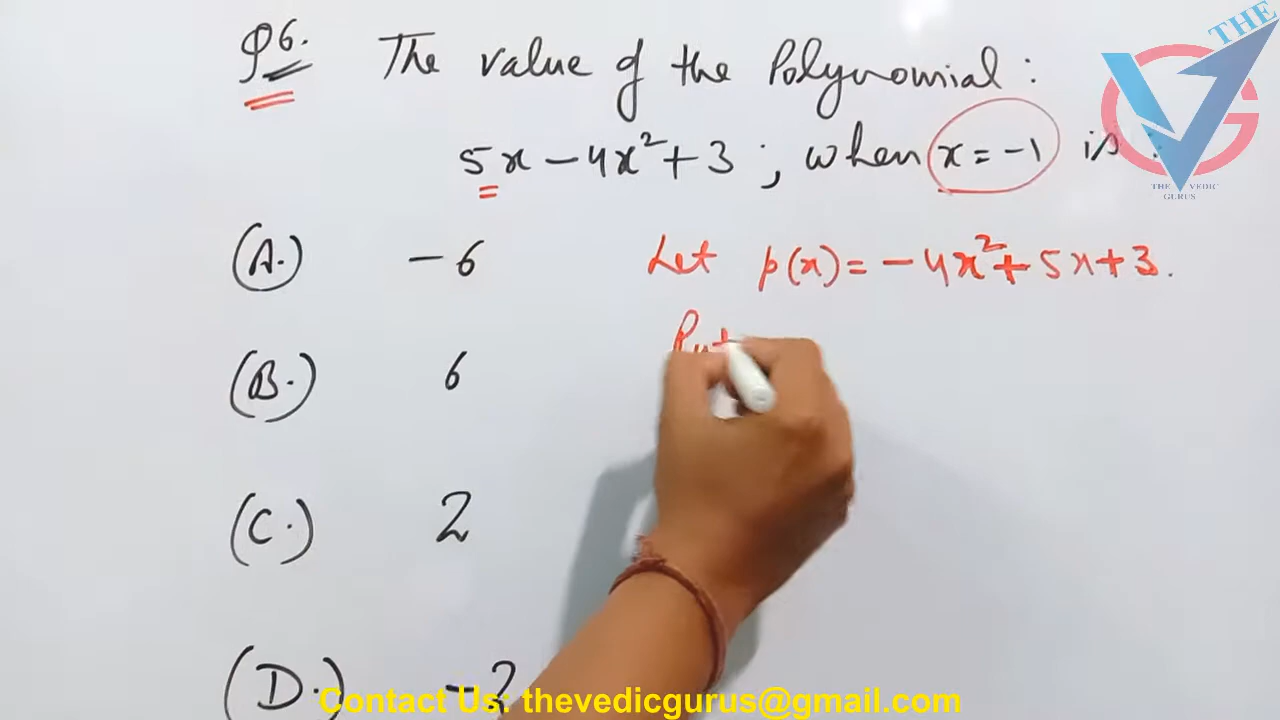 Q6. The value of the Polynomial :
5x - 4x² + 3 ; when x = -1 is :
(A.) -6
Let p(x) = -4x² + 5x + 3.
Put
(B.) 6
(C.) 2
(D.) -2
THE
THE VEDIC
GURUS
Contact Us: thevedicgurus@gmail.com